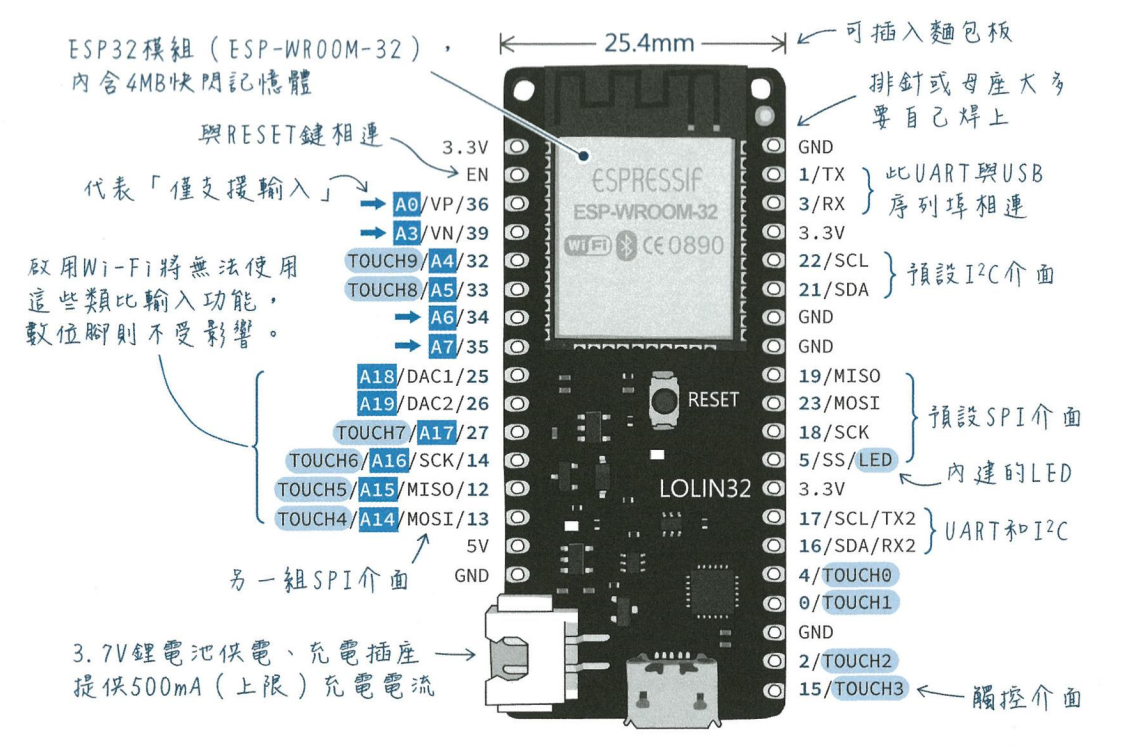 25.4mm
可插入麵包板
ESP32模組（ESP-WROOM-32），
內含4MB快閃記憶體
排針或母座大多
要自己焊上
與RESET鍵相連
代表「僅支援輸入」
3.3V
EN
A0/VP/36
A3/VN/39
TOUCH9/A4/32
TOUCH8/A5/33
A6/34
A7/35
A18/DAC1/25
A19/DAC2/26
TOUCH7/A17/27
TOUCH6/A16/SCK/14
TOUCH5/A15/MISO/12
TOUCH4/A14/MOSI/13
5V
GND
啟用Wi-Fi將無法使用
這些類比輸入功能，
數位腳則不受影響。
另一組SPI介面
3.7V鋰電池供電、充電插座
提供500mA（上限）充電電流
ESPRESSIF
ESP-WROOM-32
WiFi CE0890
RESET
LOLIN32
GND
1/TX
3/RX
3.3V
22/SCL
21/SDA
GND
GND
19/MISO
23/MOSI
18/SCK
5/SS/LED
3.3V
17/SCL/TX2
16/SDA/RX2
4/TOUCH0
0/TOUCH1
GND
2/TOUCH2
15/TOUCH3
此UART與USB
序列埠相連
預設I²C介面
預設SPI介面
內建的LED
UART和I²C
觸控介面